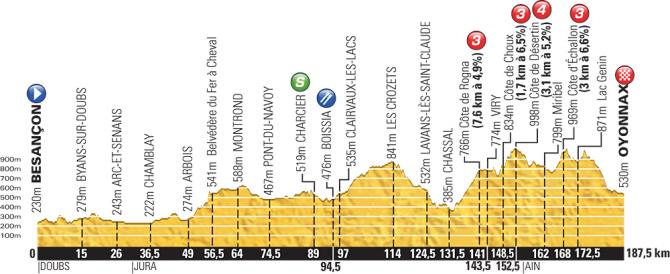 230m BESANÇON
279m BYANS-SUR-DOUBS
243m ARC-ET-SENANS
222m CHAMBLAY
274m ARBOIS
541m Belvédère du Fer à Cheval
588m MONTROND
467m PONT-DU-NAVOY
S
519m CHARCIER
476m BOISSIA
535m CLAIRVAUX-LES-LACS
841m LES CROZETS
532m LAVANS-LÈS-SAINT-CLAUDE
385m CHASSAL
3
766m Côte de Rogna
(7,6 km à 4,9%)
774m VIRY
3
834m Côte de Choux
(1,7 km à 6,5%)
4
998m Côte de Désertin
(3,1 km à 5,2%)
799m Miribel
3
969m Côte d'Échallon
(3 km à 6,6%)
871m Lac Genin
530m OYONNAX
900m
800m
700m
600m
500m
400m
300m
200m
100m
0 15 26 36,5 49 56,5 64 74,5 89 97 114 124,5 131,5 141 148,5 162 168 172,5 187,5 km
94,5 143,5 152,5
DOUBS JURA AIN